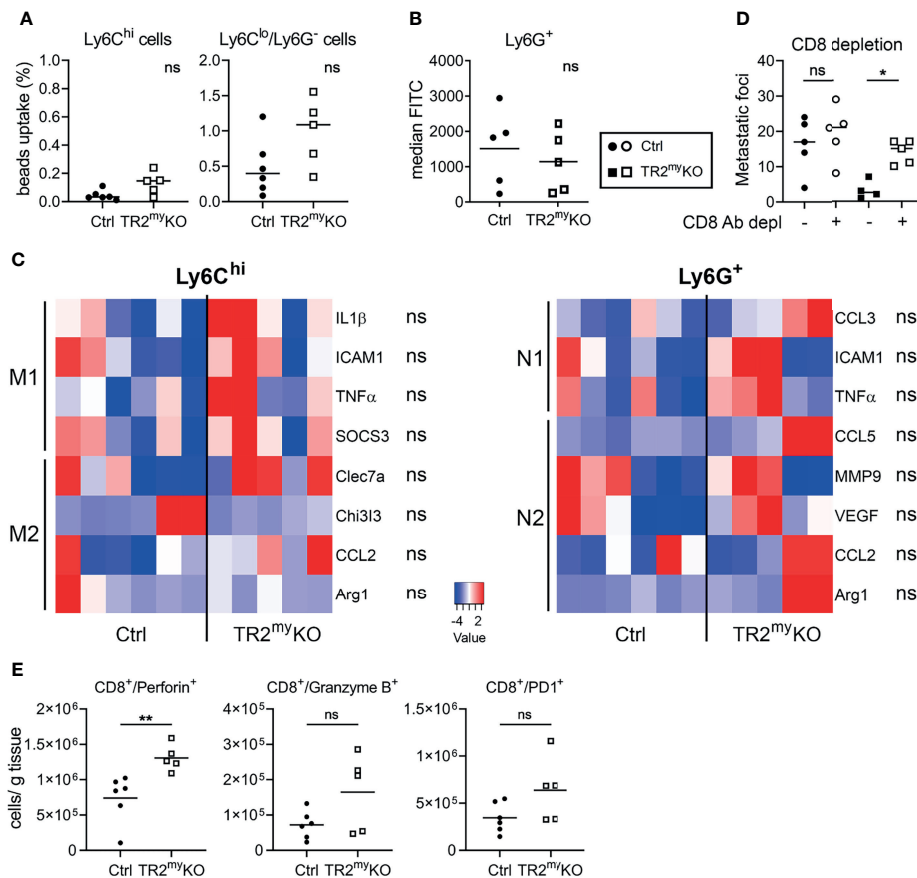 A
Ly6C^hi cells
ns
beads uptake (%)
1.0
0.8
0.6
0.4
0.2
0.0
Ctrl TR2^myKO
Ly6C^lo/Ly6G^- cells
ns
2.0
1.5
1.0
0.5
0.0
Ctrl TR2^myKO
B
Ly6G^+
ns
median FITC
4000
3000
2000
1000
0
Ctrl TR2^myKO
Ctrl
TR2^myKO
D
CD8 depletion
ns *
Metastatic foci
40
30
20
10
0
CD8 Ab depl - + - +
C
Ly6C^hi
M1
IL1β ns
ICAM1 ns
TNFα ns
SOCS3 ns
M2
Clec7a ns
Chi3l3 ns
CCL2 ns
Arg1 ns
Ctrl TR2^myKO
-4 2
Value
Ly6G^+
N1
CCL3 ns
ICAM1 ns
TNFα ns
N2
CCL5 ns
MMP9 ns
VEGF ns
CCL2 ns
Arg1 ns
Ctrl TR2^myKO
E
CD8^+/Perforin^+
**
cells/ g tissue
2×10^6
1.5×10^6
1×10^6
5×10^5
0
Ctrl TR2^myKO
CD8^+/Granzyme B^+
ns
4×10^5
3×10^5
2×10^5
1×10^5
0
Ctrl TR2^myKO
CD8^+/PD1^+
ns
1.5×10^6
1×10^6
5×10^5
0
Ctrl TR2^myKO